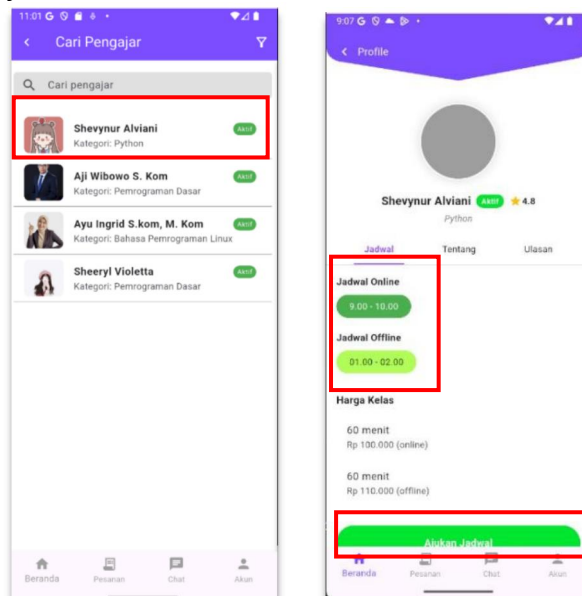 11:01 G
Cari Pengajar
Cari pengajar
Shevynur Alviani
Aktif
Kategori: Python
Aji Wibowo S. Kom
Aktif
Kategori: Pemrograman Dasar
Ayu Ingrid S.kom, M. Kom
Aktif
Kategori: Bahasa Pemrograman Linux
Sheeryl Violetta
Aktif
Kategori: Pemrograman Dasar
Beranda
Pesanan
Chat
Akun
9:07 G
Profile
Shevynur Alviani Aktif 4.8
Python
Jadwal
Tentang
Ulasan
Jadwal Online
9.00 - 10.00
Jadwal Offline
01.00 - 02.00
Harga Kelas
60 menit
Rp 100.000 (online)
60 menit
Rp 110.000 (offline)
Ajukan Jadwal
Beranda
Pesanan
Chat
Akun